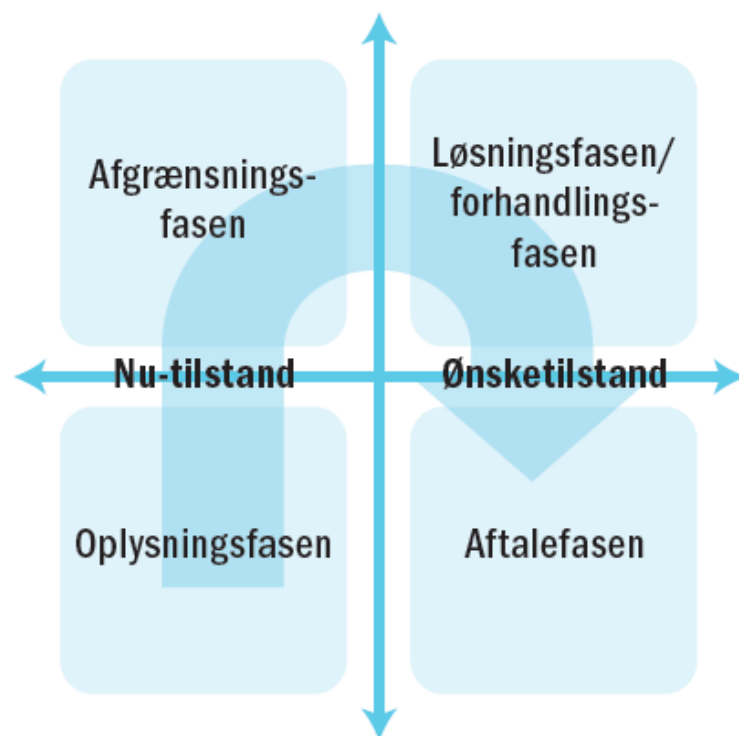 Afgrænsnings-
fasen
Løsningsfasen/
forhandlings-
fasen
Nu-tilstand
Ønsketilstand
Oplysningsfasen
Aftalefasen